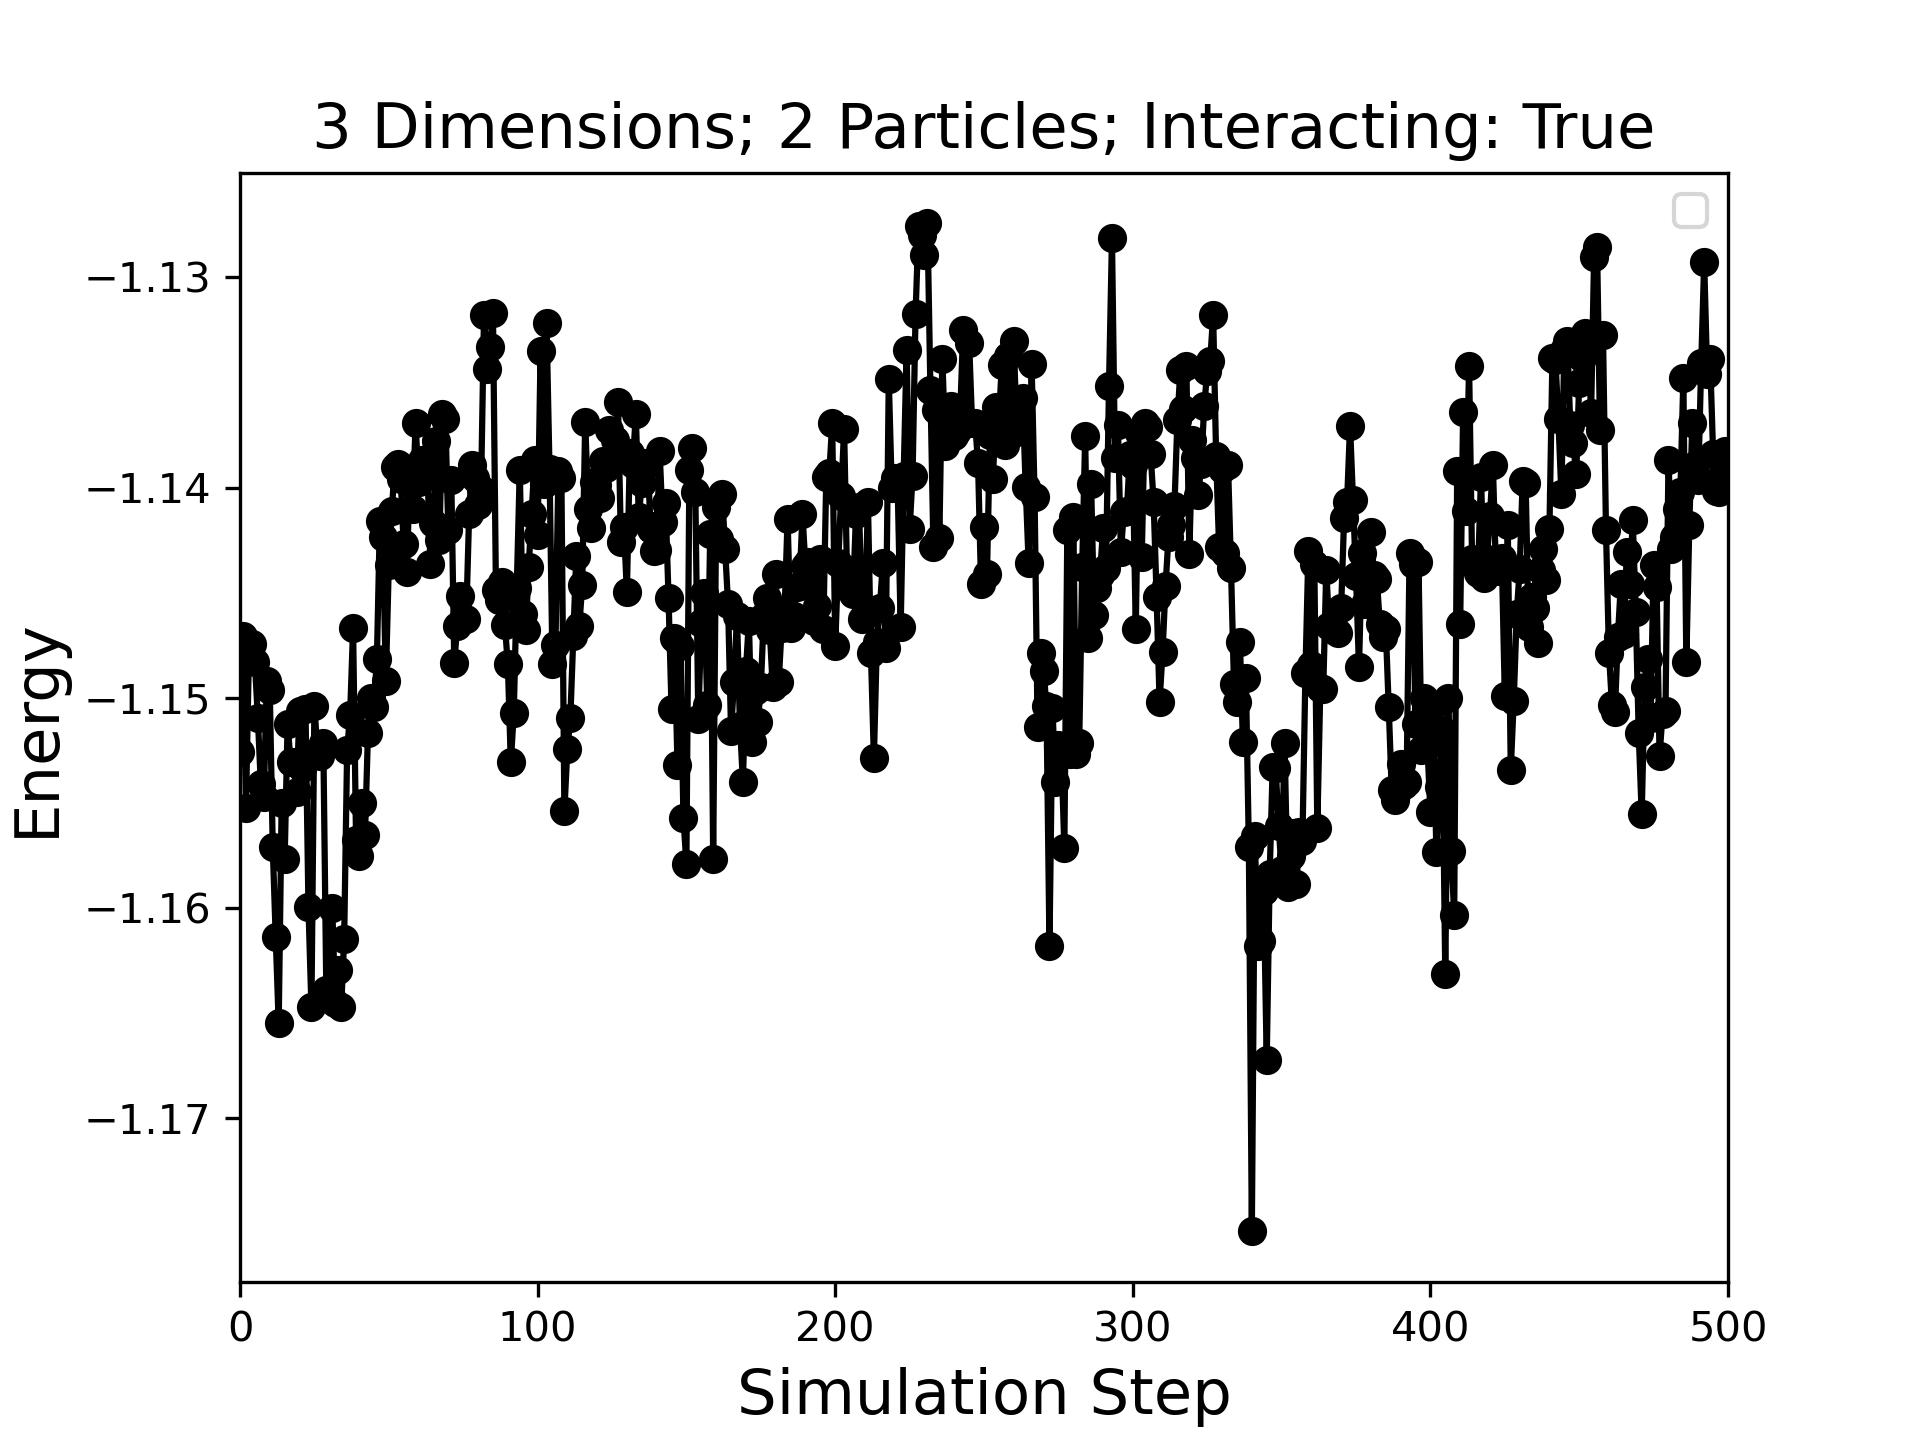 3 Dimensions; 2 Particles; Interacting: True
Energy
−1.13
−1.14
−1.15
−1.16
−1.17
0 100 200 300 400 500
Simulation Step